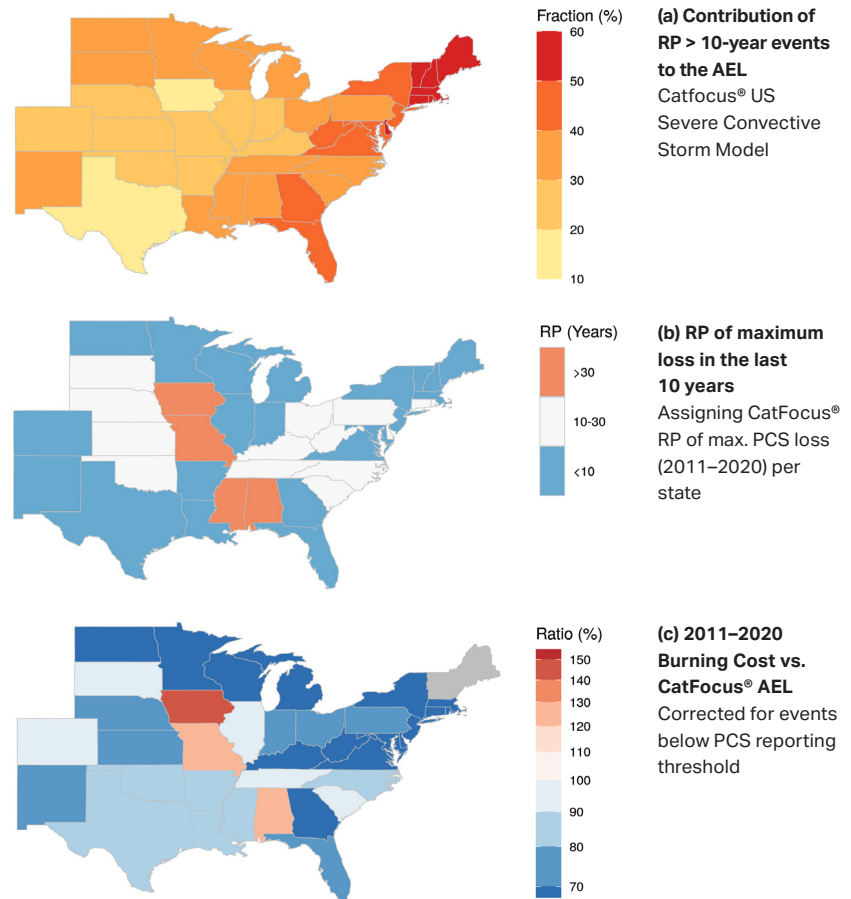 Fraction (%)
60
50
40
30
20
10
(a) Contribution of
RP > 10-year events
to the AEL
Catfocus® US
Severe Convective
Storm Model
RP (Years)
>30
10-30
<10
(b) RP of maximum
loss in the last
10 years
Assigning CatFocus®
RP of max. PCS loss
(2011–2020) per
state
Ratio (%)
150
140
130
120
110
100
90
80
70
(c) 2011–2020
Burning Cost vs.
CatFocus® AEL
Corrected for events
below PCS reporting
threshold